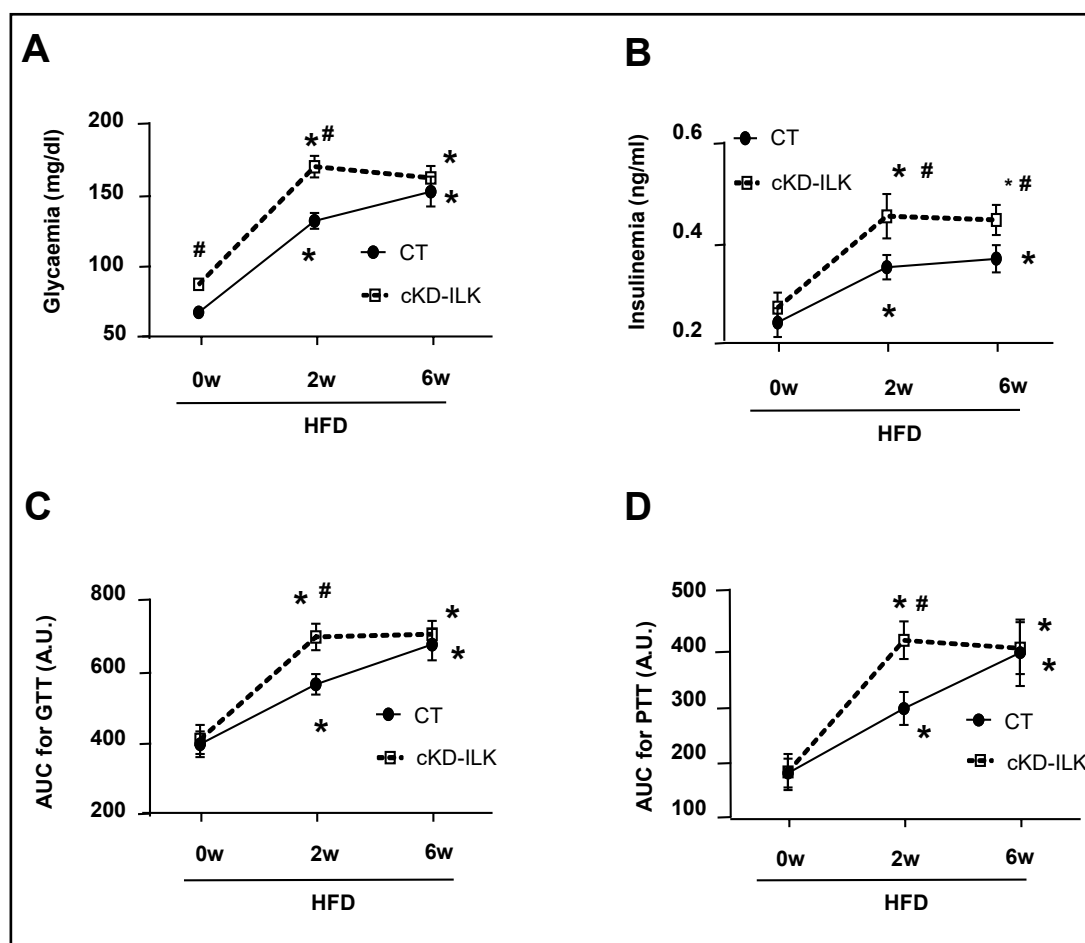 A
Glycaemia (mg/dl)
200
150
100
50
#
*#
*
*
*
CT
cKD-ILK
0w 2w 6w
HFD
B
Insulinemia (ng/ml)
0.6
0.4
0.2
CT
cKD-ILK
* #
* #
*
*
0w 2w 6w
HFD
C
AUC for GTT (A.U.)
800
600
400
200
* #
*
*
*
CT
cKD-ILK
0w 2w 6w
HFD
D
AUC for PTT (A.U.)
500
400
300
200
100
* #
*
*
*
CT
cKD-ILK
0w 2w 6w
HFD